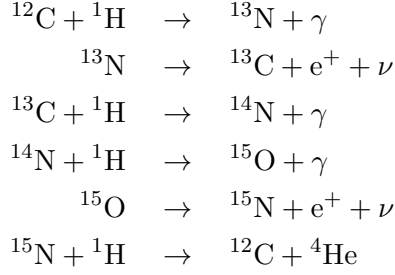 ¹²C + ¹H → ¹³N + γ
¹³N → ¹³C + e⁺ + ν
¹³C + ¹H → ¹⁴N + γ
¹⁴N + ¹H → ¹⁵O + γ
¹⁵O → ¹⁵N + e⁺ + ν
¹⁵N + ¹H → ¹²C + ⁴He